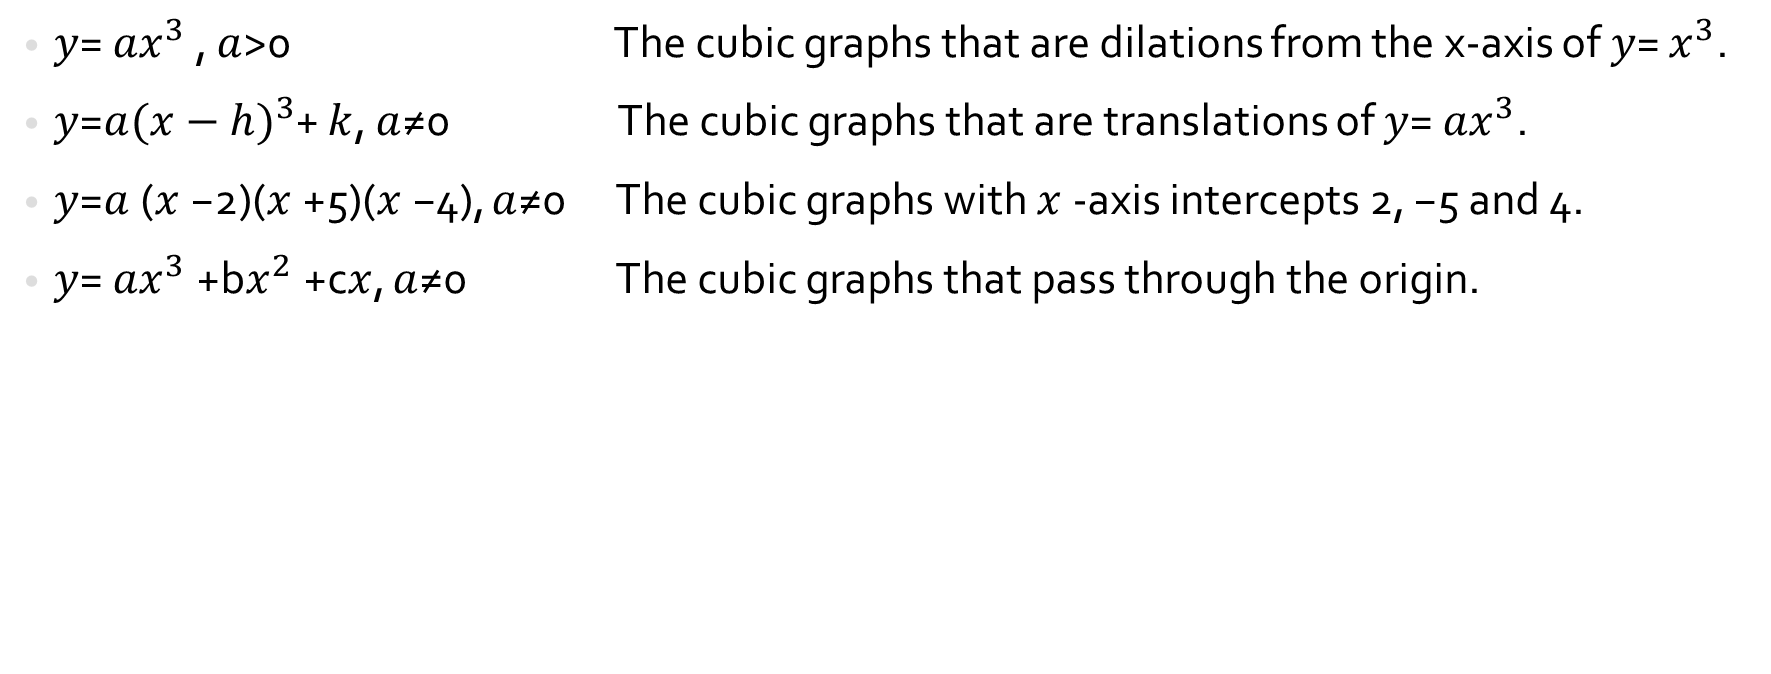 • y= ax³ , a>0 The cubic graphs that are dilations from the x-axis of y= x³.
• y=a(x − h)³+ k, a≠0 The cubic graphs that are translations of y= ax³.
• y=a (x −2)(x +5)(x −4), a≠0 The cubic graphs with x -axis intercepts 2, −5 and 4.
• y= ax³ +bx² +cx, a≠0 The cubic graphs that pass through the origin.